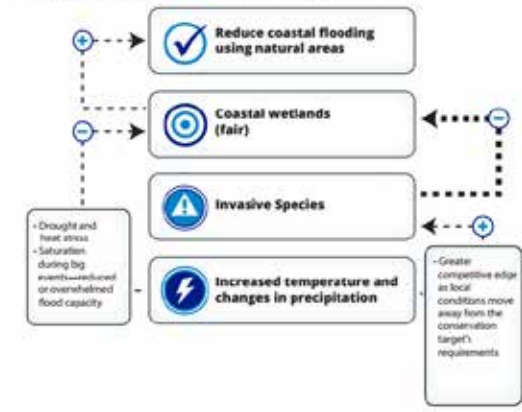 Reduce coastal flooding
using natural areas
Coastal wetlands
(fair)
Invasive Species
• Drought and
heat stress
• Saturation
during big
events—reduced
or overwhelmed
flood capacity
Increased temperature and
changes in precipitation
• Greater
competitive edge
as local
conditions move
away from the
conservation
target's
requirements